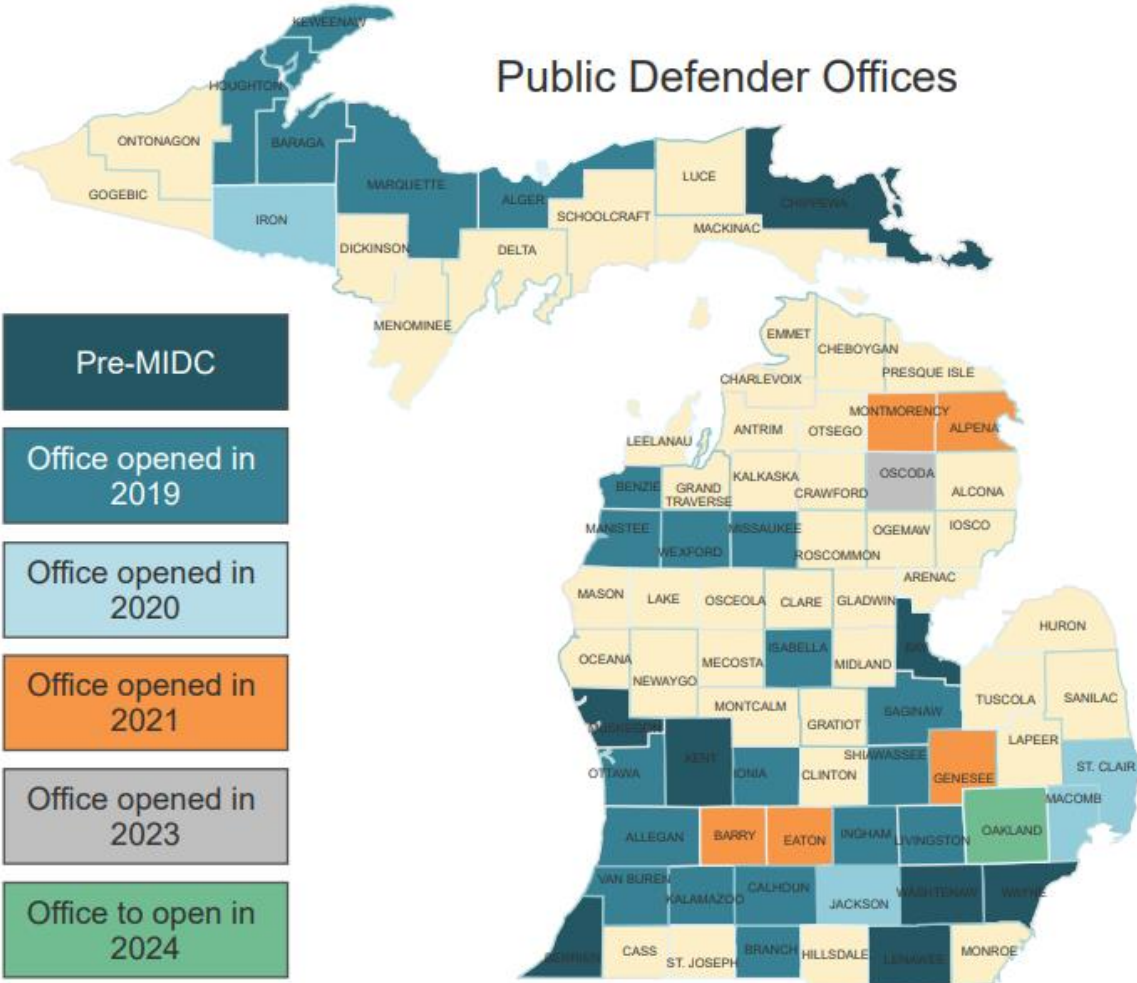 Public Defender Offices
KEWEENAW
HOUGHTON
ONTONAGON
BARAGA
GOGEBIC
MARQUETTE
ALGER
LUCE
CHIPPEWA
IRON
SCHOOLCRAFT
MACKINAC
DICKINSON
DELTA
MENOMINEE
Pre-MIDC
Office opened in
2019
Office opened in
2020
Office opened in
2021
Office opened in
2023
Office to open in
2024
EMMET
CHEBOYGAN
PRESQUE ISLE
CHARLEVOIX
MONTMORENCY
ANTRIM
OTSEGO
ALPENA
LEELANAU
KALKASKA
OSCODA
BENZIE
GRAND
TRAVERSE
CRAWFORD
ALCONA
MANISTEE
WEXFORD
MISSAUKEE
ROSCOMMON
OGEMAW
IOSCO
ARENAC
MASON
LAKE
OSCEOLA
CLARE
GLADWIN
HURON
OCEANA
NEWAYGO
MECOSTA
ISABELLA
MIDLAND
TUSCOLA
SANILAC
MONTCALM
GRATIOT
SAGINAW
MUSKEGON
LAPEER
KENT
OTTAWA
IONIA
CLINTON
SHIAWASSEE
GENESEE
ST. CLAIR
MACOMB
ALLEGAN
BARRY
EATON
INGHAM
LIVINGSTON
OAKLAND
VAN BUREN
KALAMAZOO
CALHOUN
JACKSON
WASHTENAW
WAYNE
BERRIEN
CASS
ST. JOSEPH
BRANCH
HILLSDALE
LENAWEE
MONROE